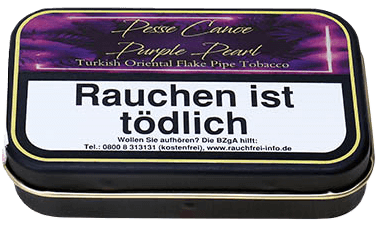 Pesse Canoe
Purple Pearl
Turkish Oriental Flake Pipe Tobacco
Rauchen ist
tödlich
Wollen Sie aufhören? Die BZgA hilft:
Tel.: 0800 8 313131 (kostenfrei), www.rauchfrei-info.de